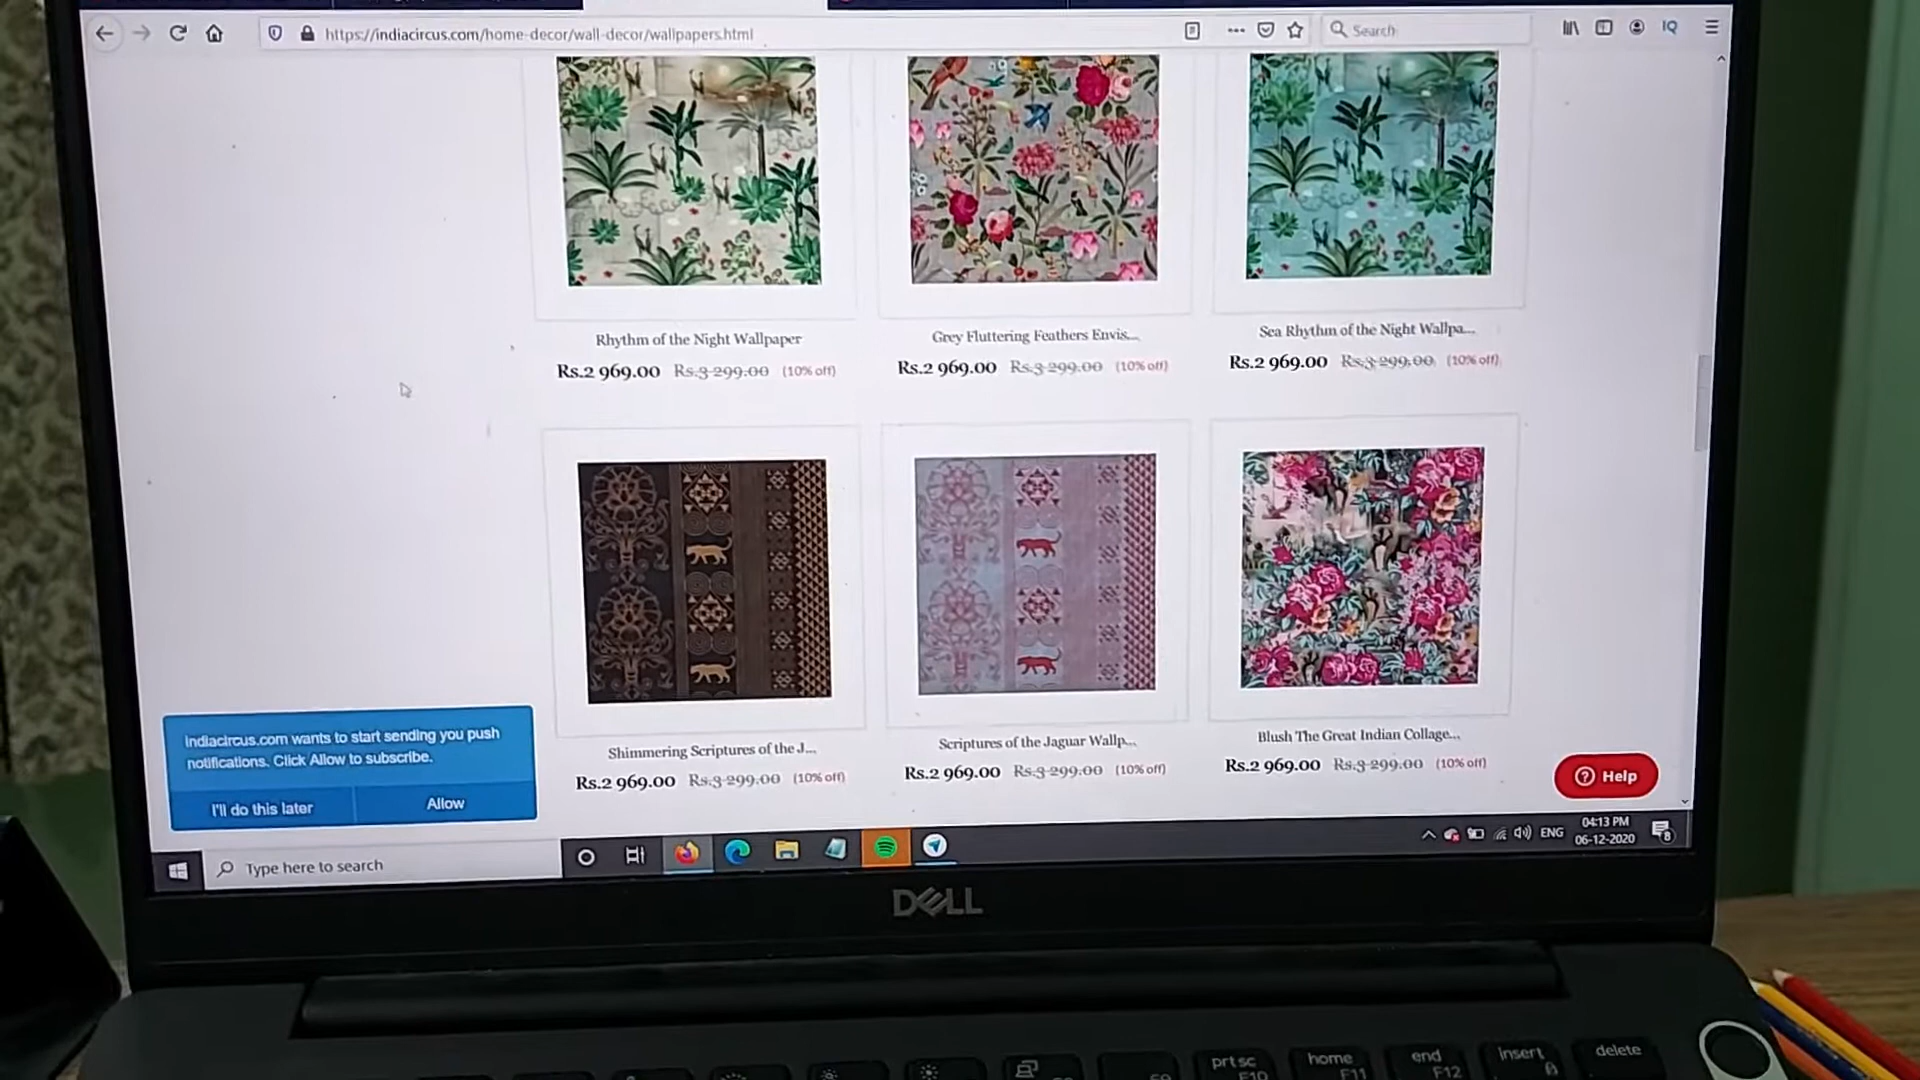 https://indiacircus.com/home-decor/wall-decor/wallpapers.html
Search
IQ
Rhythm of the Night Wallpaper
Rs.2 969.00 Rs.3 299.00 (10% off)
Grey Fluttering Feathers Envis...
Rs.2 969.00 Rs.3 299.00 (10% off)
Sea Rhythm of the Night Wallpa...
Rs.2 969.00 Rs.3 299.00 (10% off)
Shimmering Scriptures of the J...
Rs.2 969.00 Rs.3 299.00 (10% off)
Scriptures of the Jaguar Wallp...
Rs.2 969.00 Rs.3 299.00 (10% off)
Blush The Great Indian Collage...
Rs.2 969.00 Rs.3 299.00 (10% off)
indiacircus.com wants to start sending you push
notifications. Click Allow to subscribe.
I'll do this later
Allow
Help
Type here to search
ENG
04:13 PM
06-12-2020
8
DELL
prt sc
F10
home
F11
end
F12
insert
delete